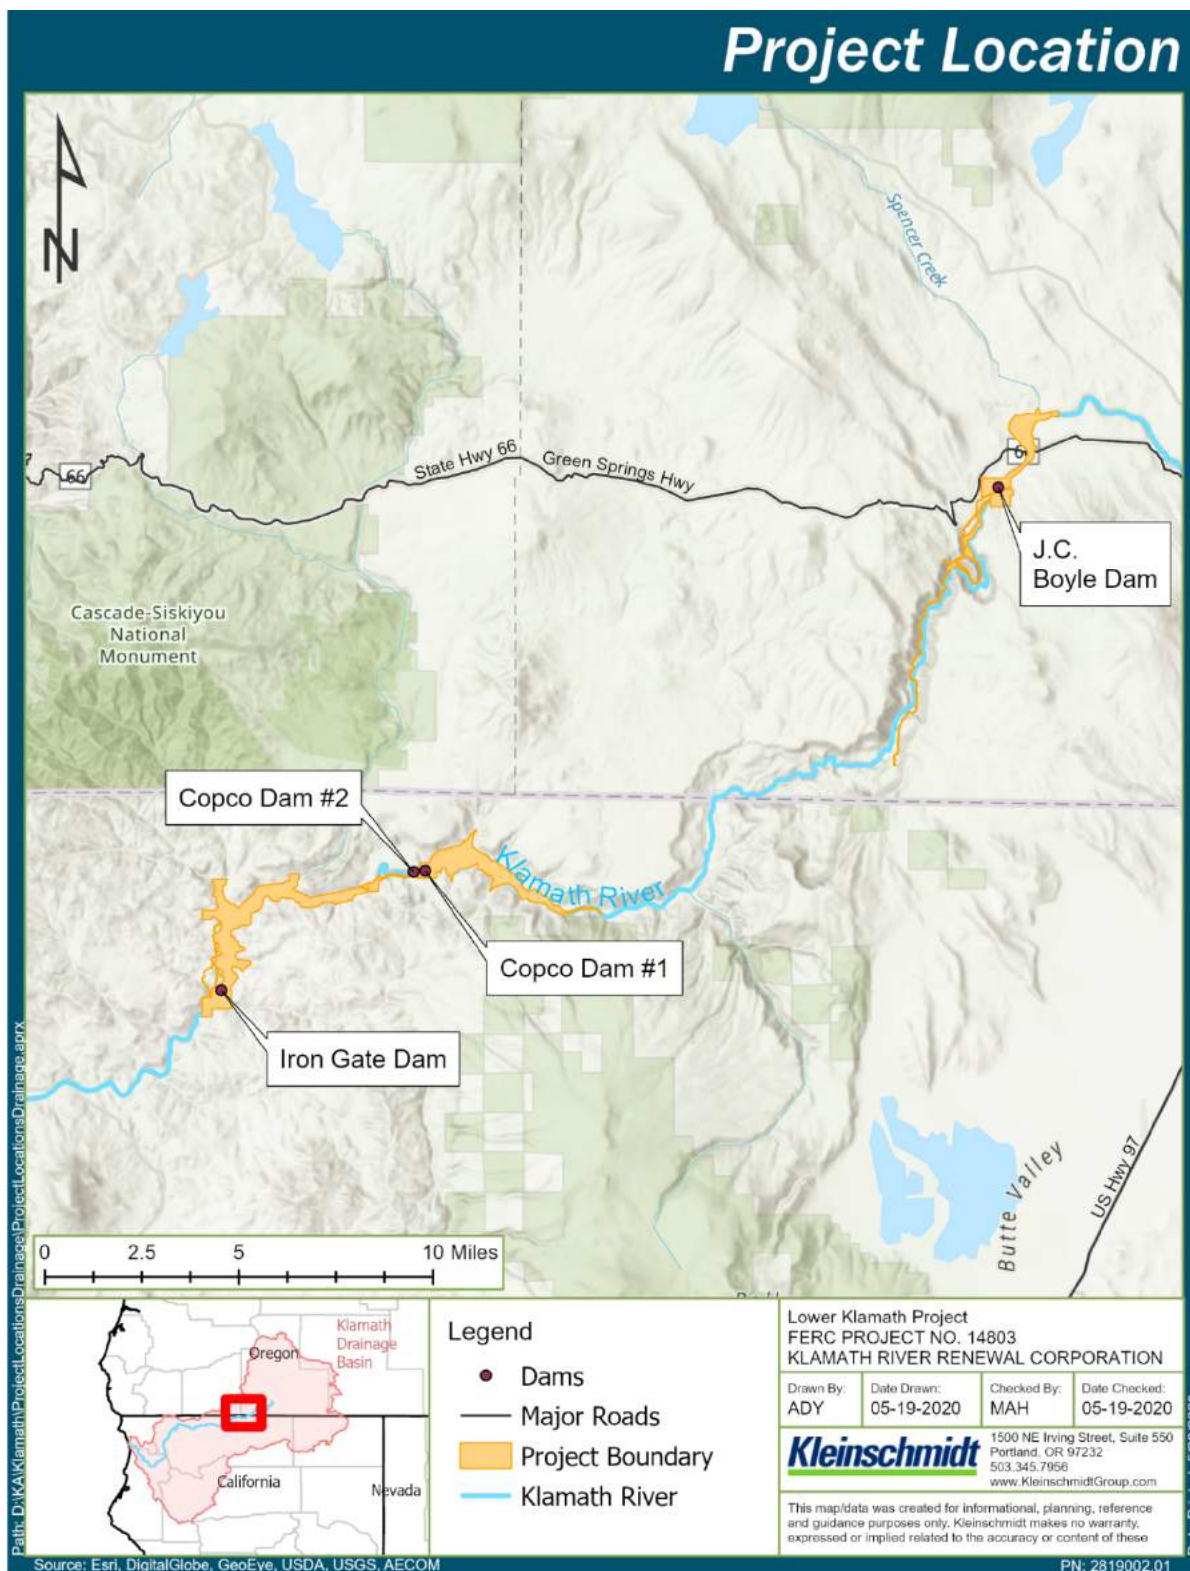 Project Location
N
Spencer Creek
66
State Hwy 66
Green Springs Hwy
J.C.
Boyle Dam
Cascade-Siskiyou
National
Monument
Copco Dam #2
Klamath River
Copco Dam #1
Iron Gate Dam
Butte Valley
US Hwy 97
0 2.5 5 10 Miles
Klamath
Drainage
Basin
Oregon
California
Nevada
Legend
Dams
Major Roads
Project Boundary
Klamath River
Lower Klamath Project
FERC PROJECT NO. 14803
KLAMATH RIVER RENEWAL CORPORATION
Drawn By:
ADY
Date Drawn:
05-19-2020
Checked By:
MAH
Date Checked:
05-19-2020
Kleinschmidt
1500 NE Irving Street, Suite 550
Portland, OR 97232
503.345.7956
www.KleinschmidtGroup.com
This map/data was created for informational, planning, reference
and guidance purposes only. Kleinschmidt makes no warranty,
expressed or implied related to the accuracy or content of these
Path: D:\KA\Klamath\ProjectLocationsDrainage\ProjectLocationsDrainage.aprx
Source: Esri, DigitalGlobe, GeoEye, USDA, USGS, AECOM
PN: 2819002.01